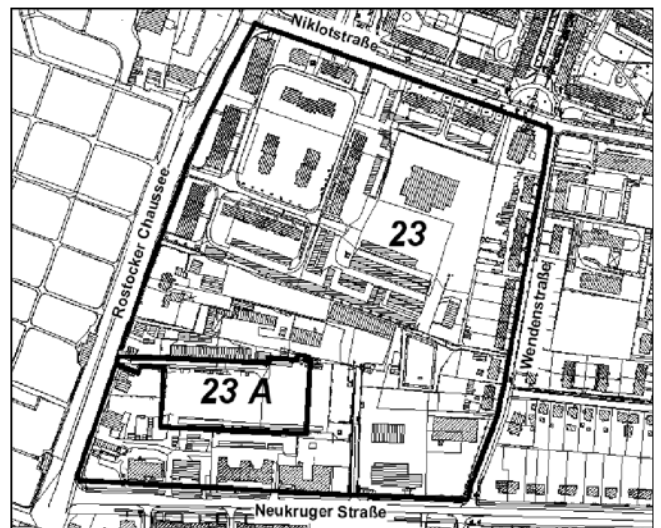 Niklotstraße
23
Rostocker Chaussee
Wendenstraße
23 A
Neukruger Straße